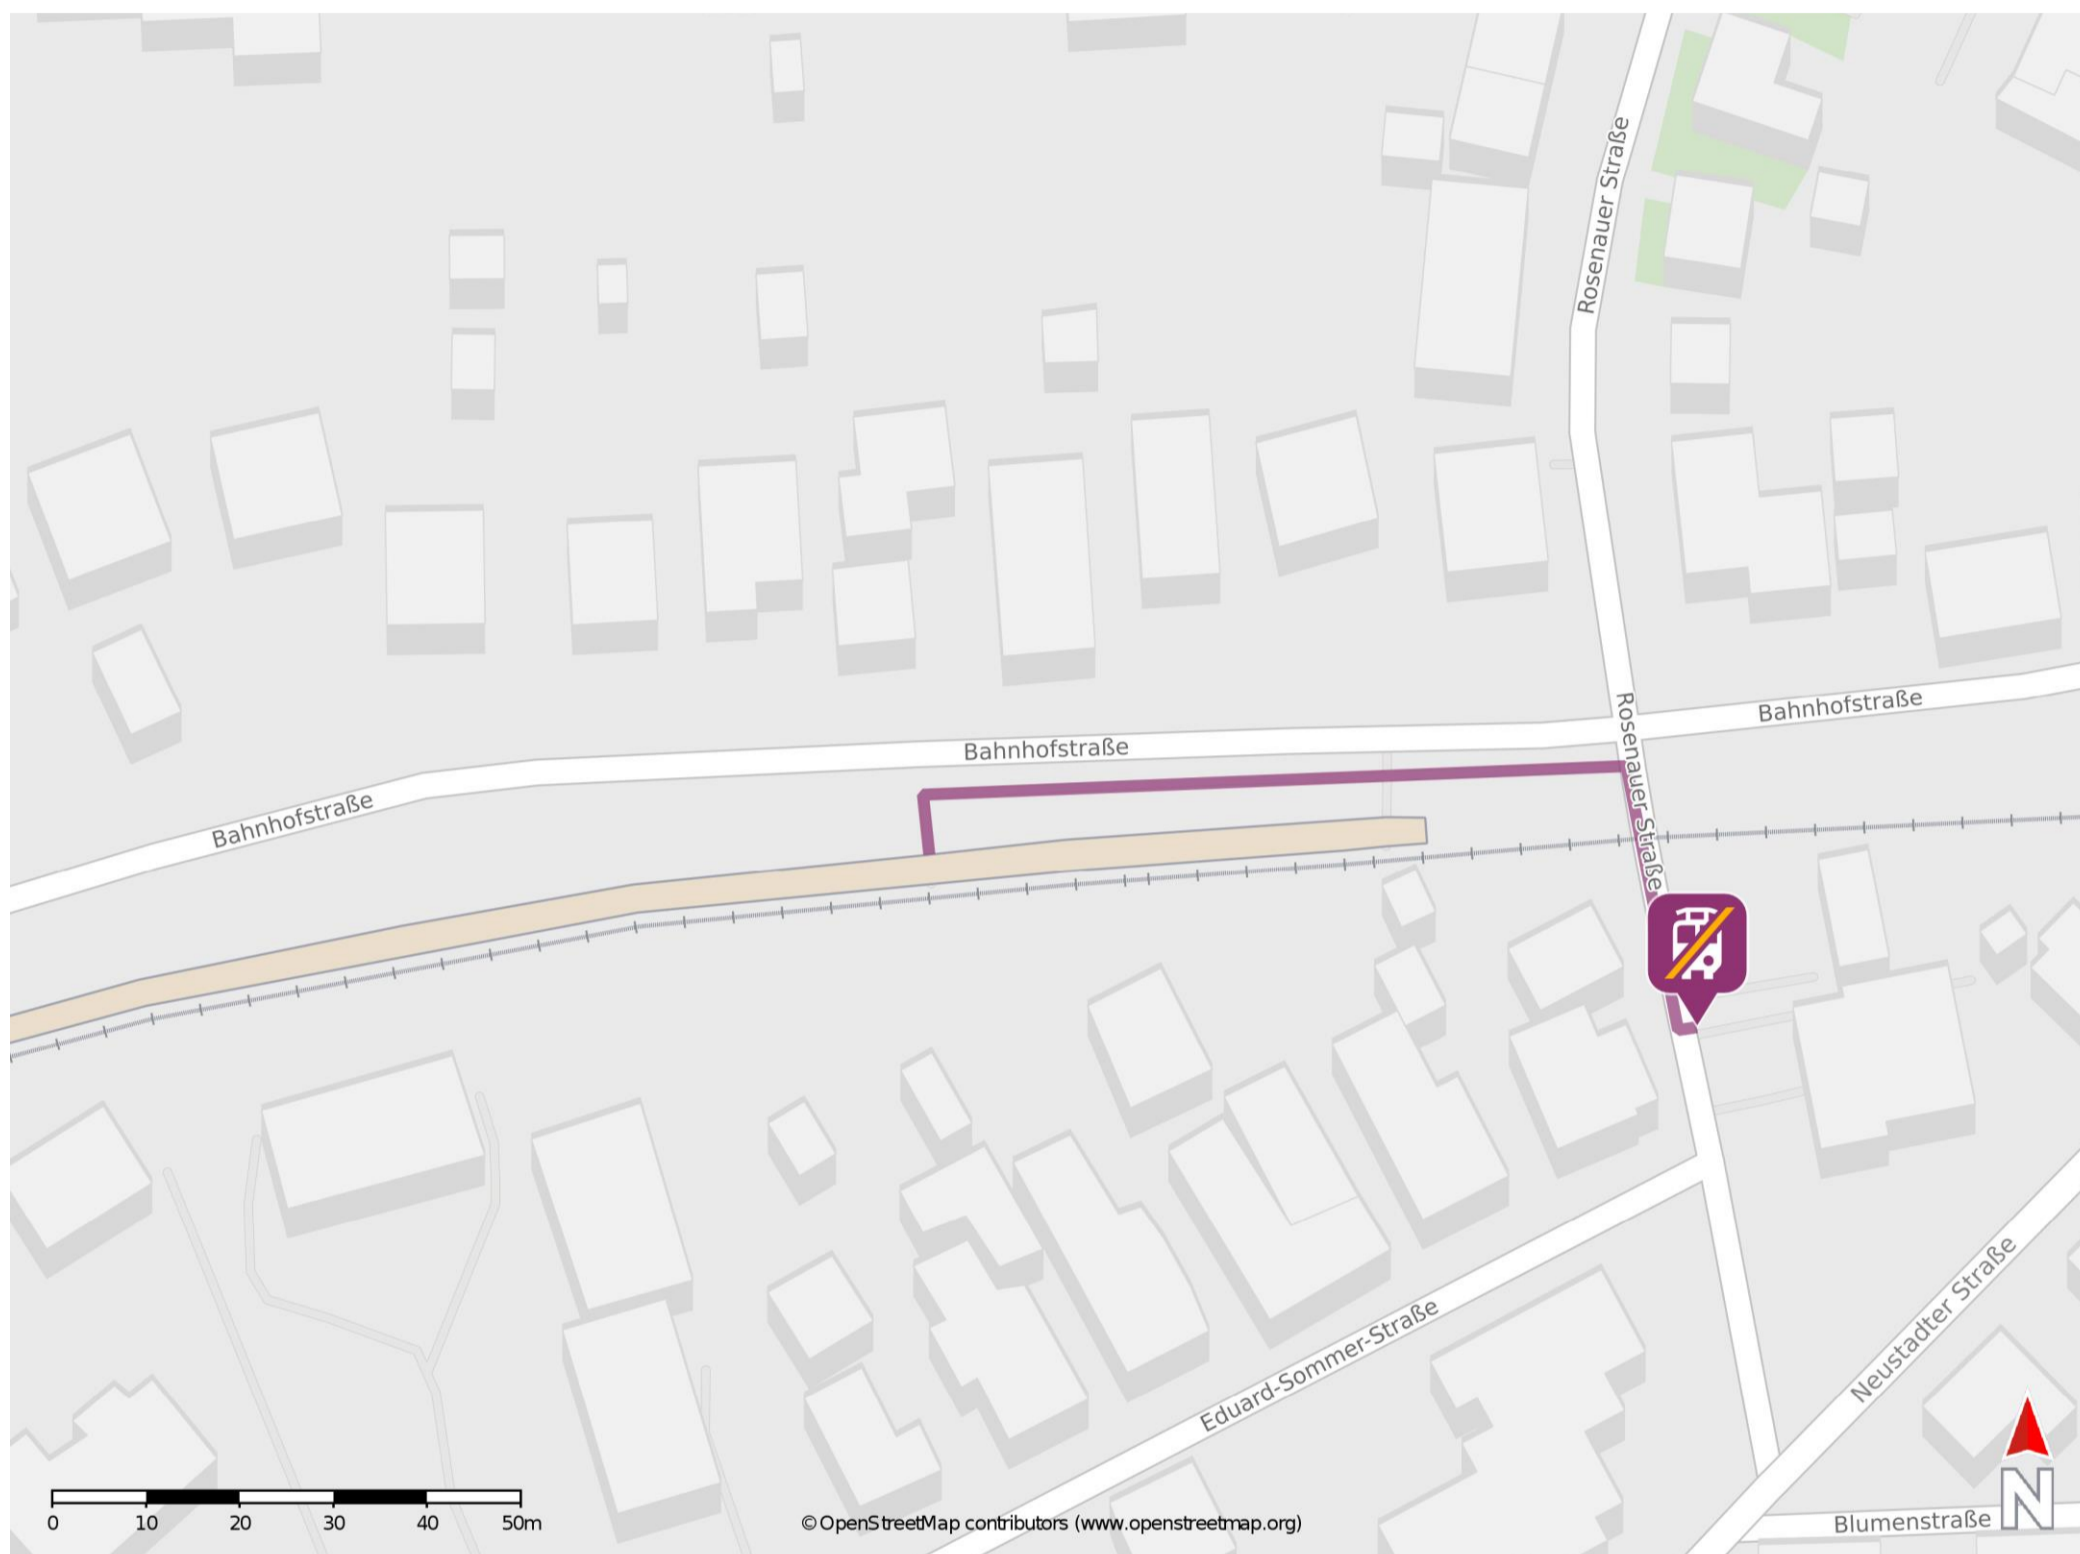 Rosenauer Straße
Rosenauer Straße
Bahnhofstraße
Bahnhofstraße
Bahnhofstraße
Neustadter Straße
Eduard-Sommer-Straße
Blumenstraße
N
0 10 20 30 40 50m
© OpenStreetMap contributors (www.openstreetmap.org)